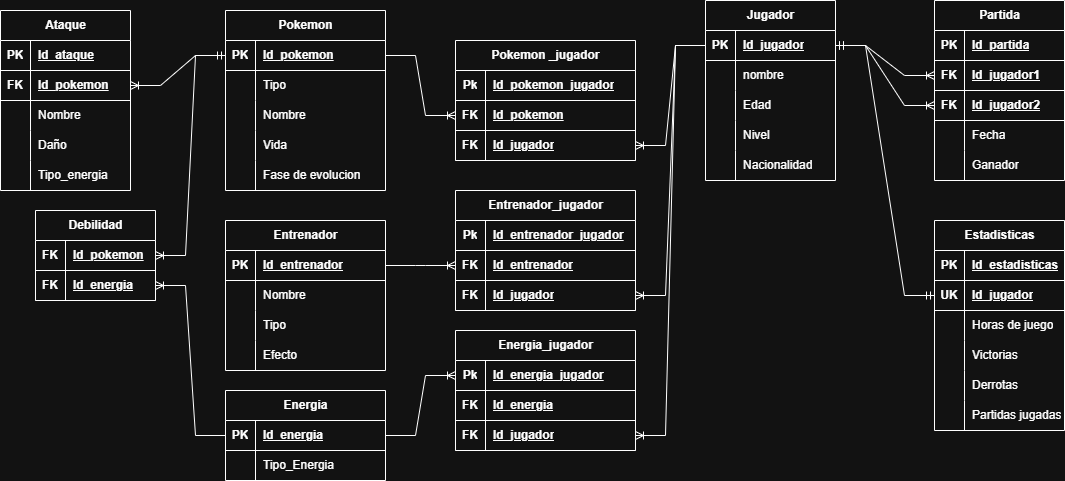 Ataque
PK Id_ataque
FK Id_pokemon
Nombre
Daño
Tipo_energia
Pokemon
PK Id_pokemon
Tipo
Nombre
Vida
Fase de evolucion
Pokemon _jugador
Pk Id_pokemon_jugador
FK Id_pokemon
FK Id_jugador
Jugador
PK Id_jugador
nombre
Edad
Nivel
Nacionalidad
Partida
PK Id_partida
FK Id_jugador1
FK Id_jugador2
Fecha
Ganador
Debilidad
FK Id_pokemon
FK Id_energia
Entrenador
PK Id_entrenador
Nombre
Tipo
Efecto
Entrenador_jugador
Pk Id_entrenador_jugador
FK Id_entrenador
FK Id_jugador
Estadisticas
PK Id_estadisticas
UK Id_jugador
Horas de juego
Victorias
Derrotas
Partidas jugadas
Energia
PK Id_energia
Tipo_Energia
Energia_jugador
Pk Id_energia_jugador
FK Id_energia
FK Id_jugador